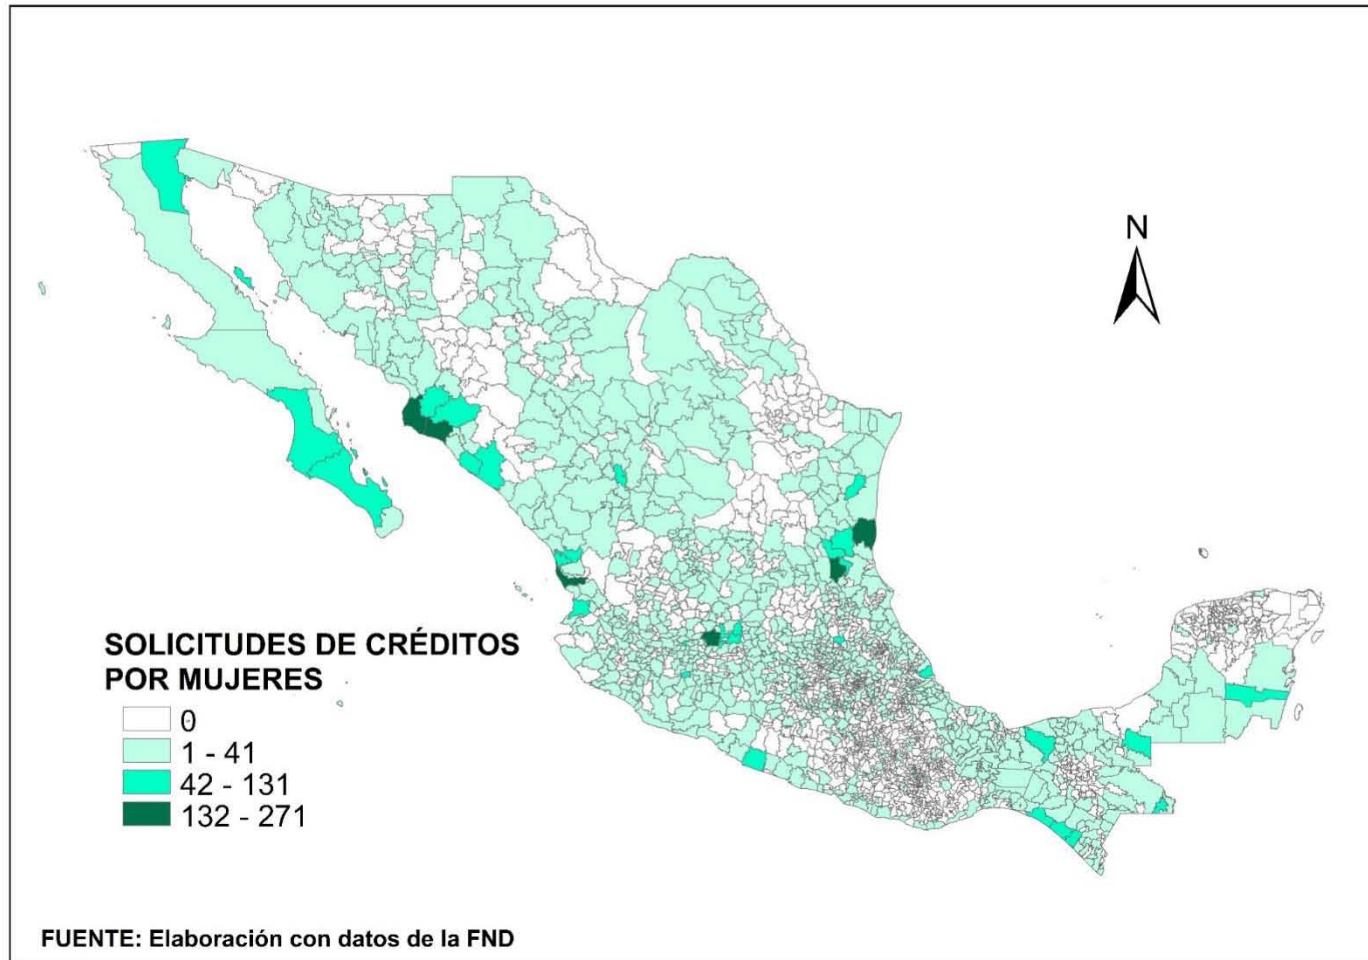 N
SOLICITUDES DE CRÉDITOS
POR MUJERES
0
1 - 41
42 - 131
132 - 271
FUENTE: Elaboración con datos de la FND